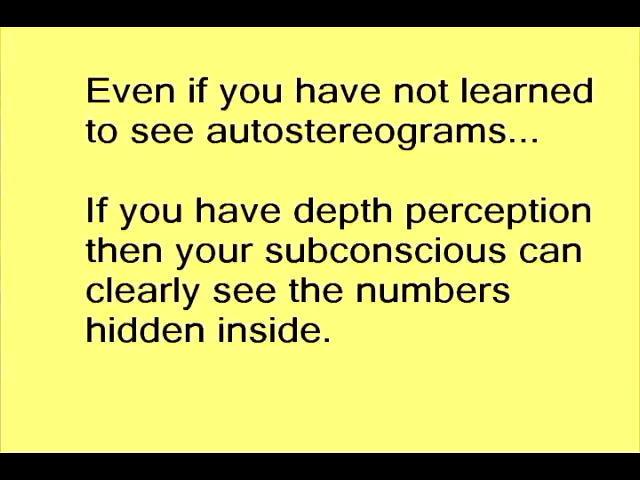 Even if you have not learned
to see autostereograms...
If you have depth perception
then your subconscious can
clearly see the numbers
hidden inside.